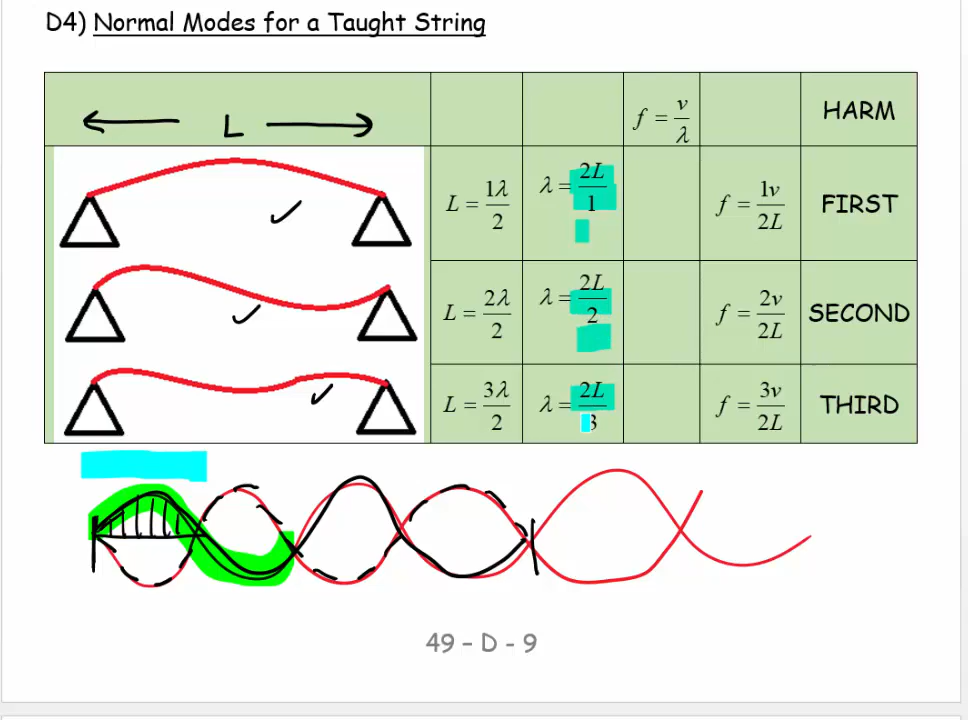 D4) Normal Modes for a Taught String
L f = v/λ HARM
L = 1λ/2 λ = 2L/1 f = 1v/2L FIRST
L = 2λ/2 λ = 2L/2 f = 2v/2L SECOND
L = 3λ/2 λ = 2L/3 f = 3v/2L THIRD
49 – D - 9